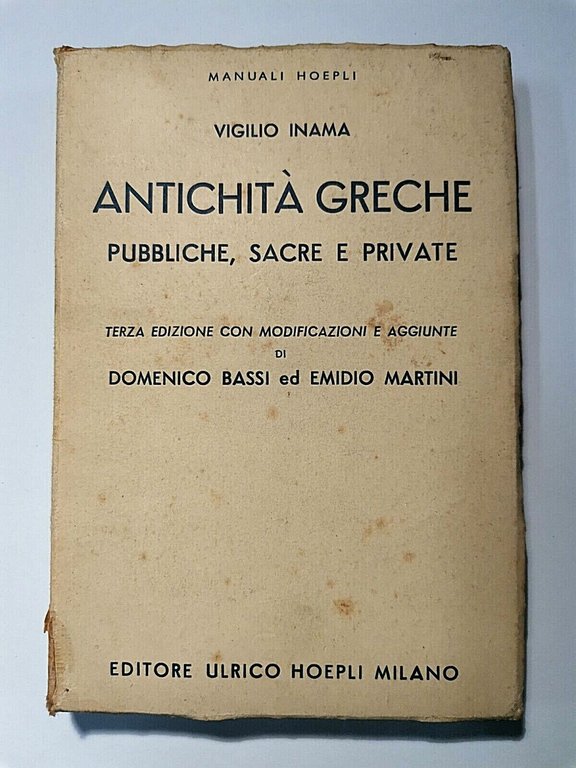 MANUALI HOEPLI
VIGILIO INAMA
ANTICHITÀ GRECHE
PUBBLICHE, SACRE E PRIVATE
TERZA EDIZIONE CON MODIFICAZIONI E AGGIUNTE
DI
DOMENICO BASSI ed EMIDIO MARTINI
EDITORE ULRICO HOEPLI MILANO